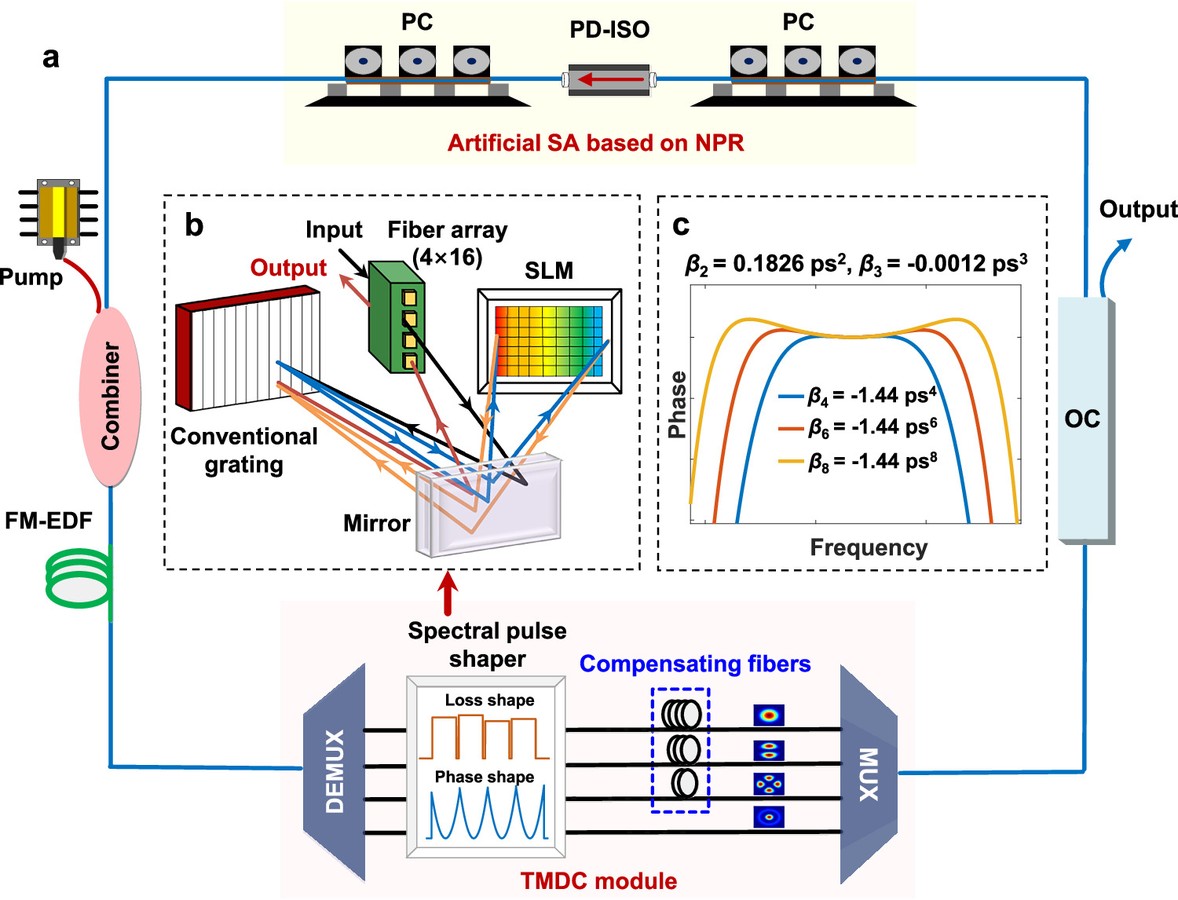 a
PC
PD-ISO
PC
Artificial SA based on NPR
Pump
Combiner
FM-EDF
b
Input
Output
Fiber array
(4×16)
SLM
Conventional
grating
Mirror
c
β₂ = 0.1826 ps², β₃ = -0.0012 ps³
Phase
β₄ = -1.44 ps⁴
β₆ = -1.44 ps⁶
β₈ = -1.44 ps⁸
Frequency
Output
OC
Spectral pulse
shaper
Compensating fibers
DEMUX
Loss shape
Phase shape
MUX
TMDC module